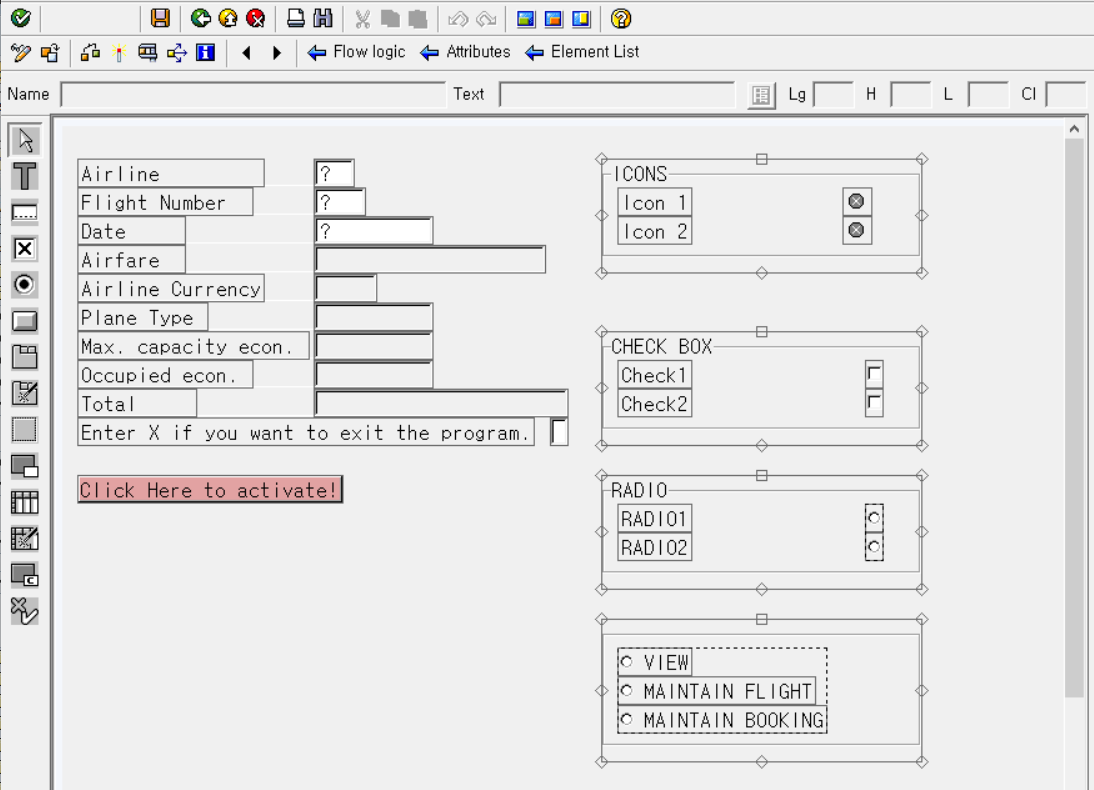 Flow logic Attributes Element List
Name Text Lg H L Cl
Airline ?
Flight Number ?
Date ?
Airfare
Airline Currency
Plane Type
Max. capacity econ.
Occupied econ.
Total
Enter X if you want to exit the program.
Click Here to activate!
ICONS
Icon 1
Icon 2
CHECK BOX
Check1
Check2
RADIO
RADIO1
RADIO2
VIEW
MAINTAIN FLIGHT
MAINTAIN BOOKING